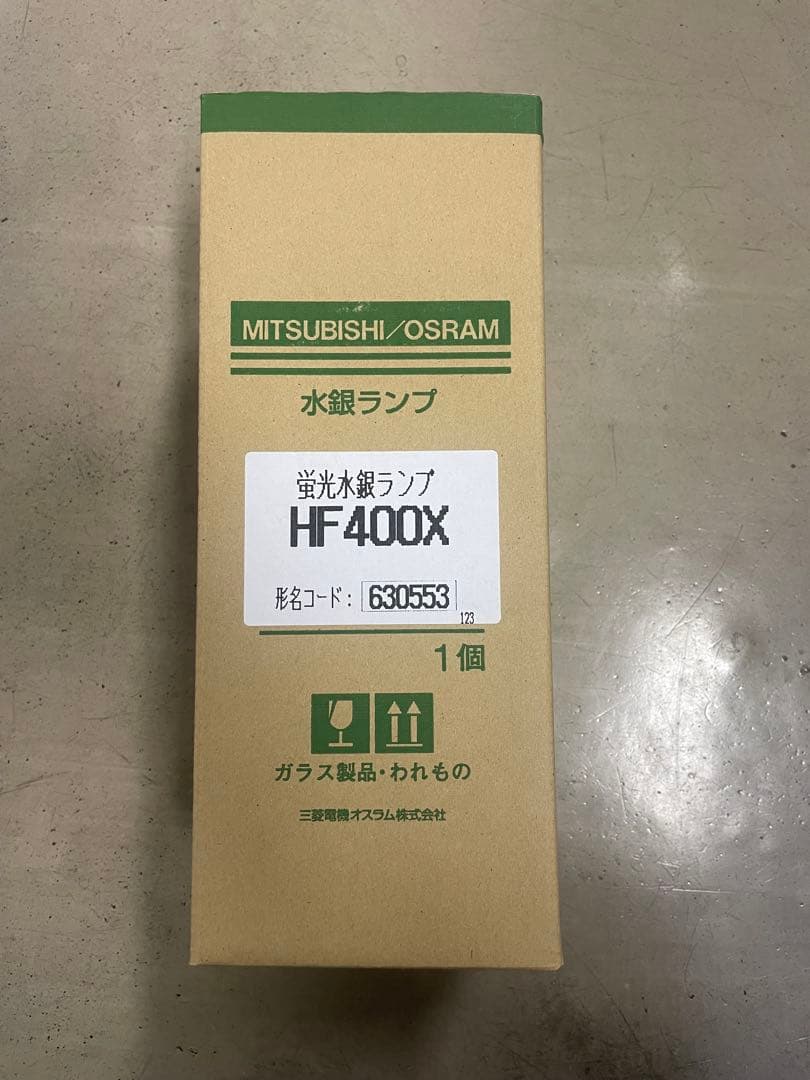 MITSUBISHI/OSRAM
水銀ランプ
蛍光水銀ランプ
HF400X
形名コード: 630553
123
1個
ガラス製品・われもの
三菱電機オスラム株式会社